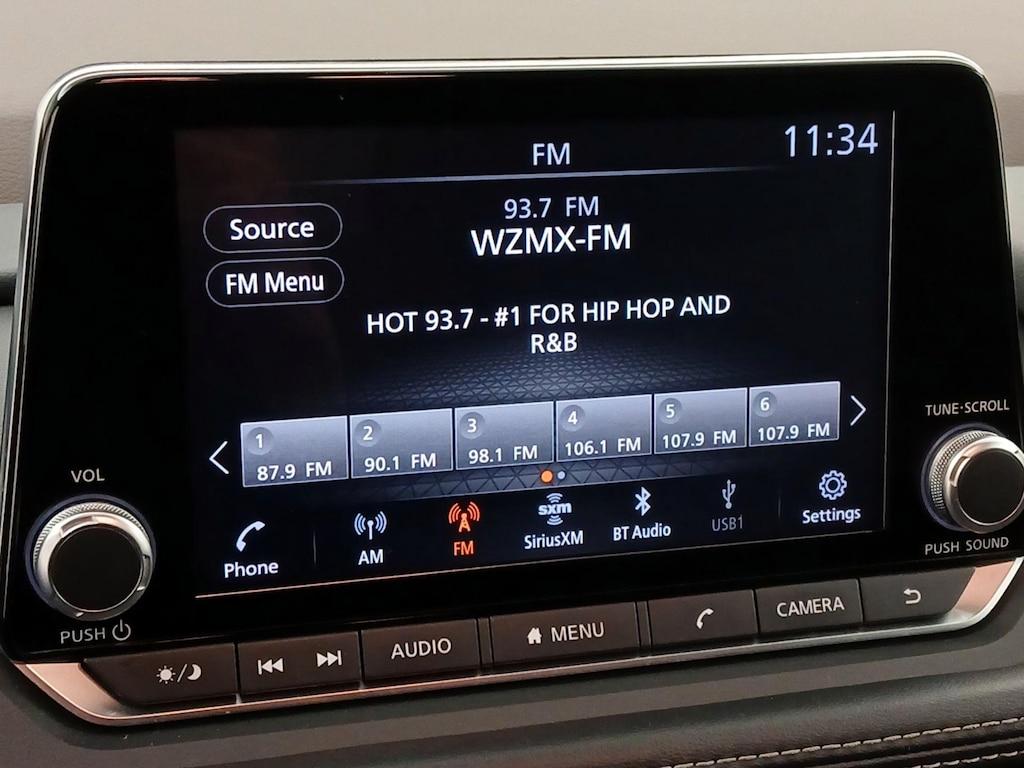 FM
11:34
93.7 FM
WZMX-FM
Source
FM Menu
HOT 93.7 - #1 FOR HIP HOP AND
R&B
1
87.9 FM
2
90.1 FM
3
98.1 FM
4
106.1 FM
5
107.9 FM
6
107.9 FM
Phone
AM
FM
sxm
SiriusXM
BT Audio
USB1
Settings
VOL
PUSH
TUNE·SCROLL
PUSH SOUND
AUDIO
MENU
CAMERA